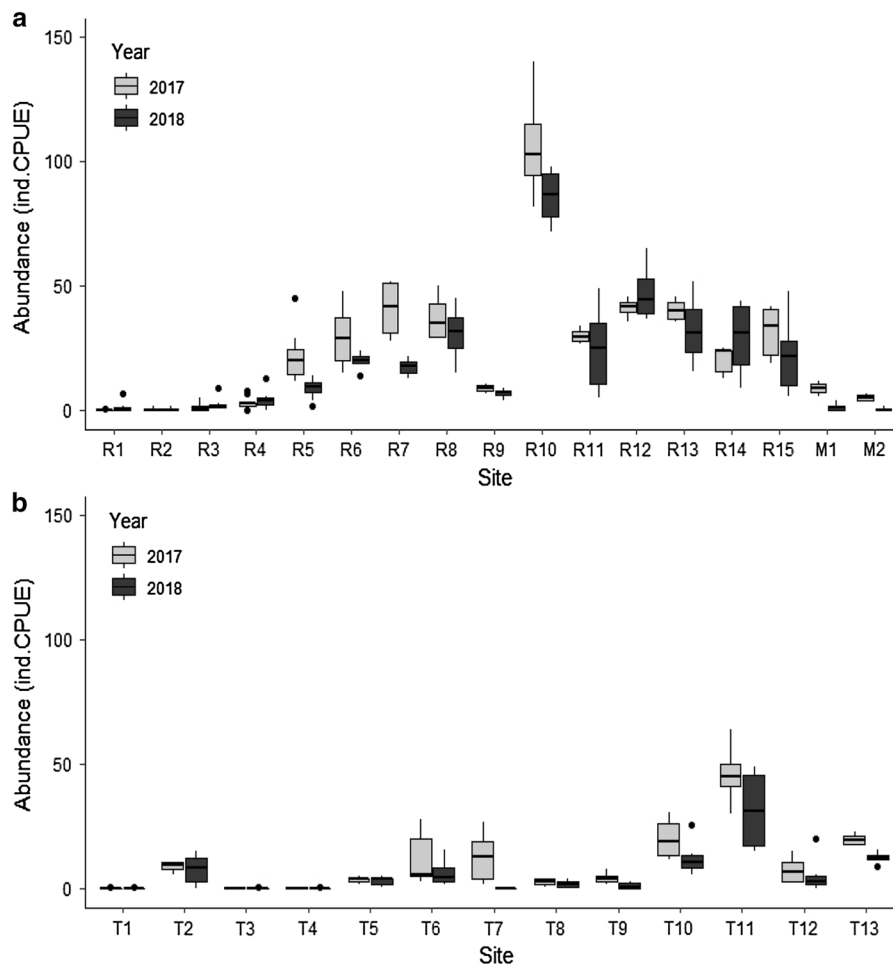 a
150
100
50
0
Abundance (ind.CPUE)
Year
2017
2018
R1 R2 R3 R4 R5 R6 R7 R8 R9 R10 R11 R12 R13 R14 R15 M1 M2
Site
b
150
100
50
0
Abundance (ind.CPUE)
Year
2017
2018
T1 T2 T3 T4 T5 T6 T7 T8 T9 T10 T11 T12 T13
Site